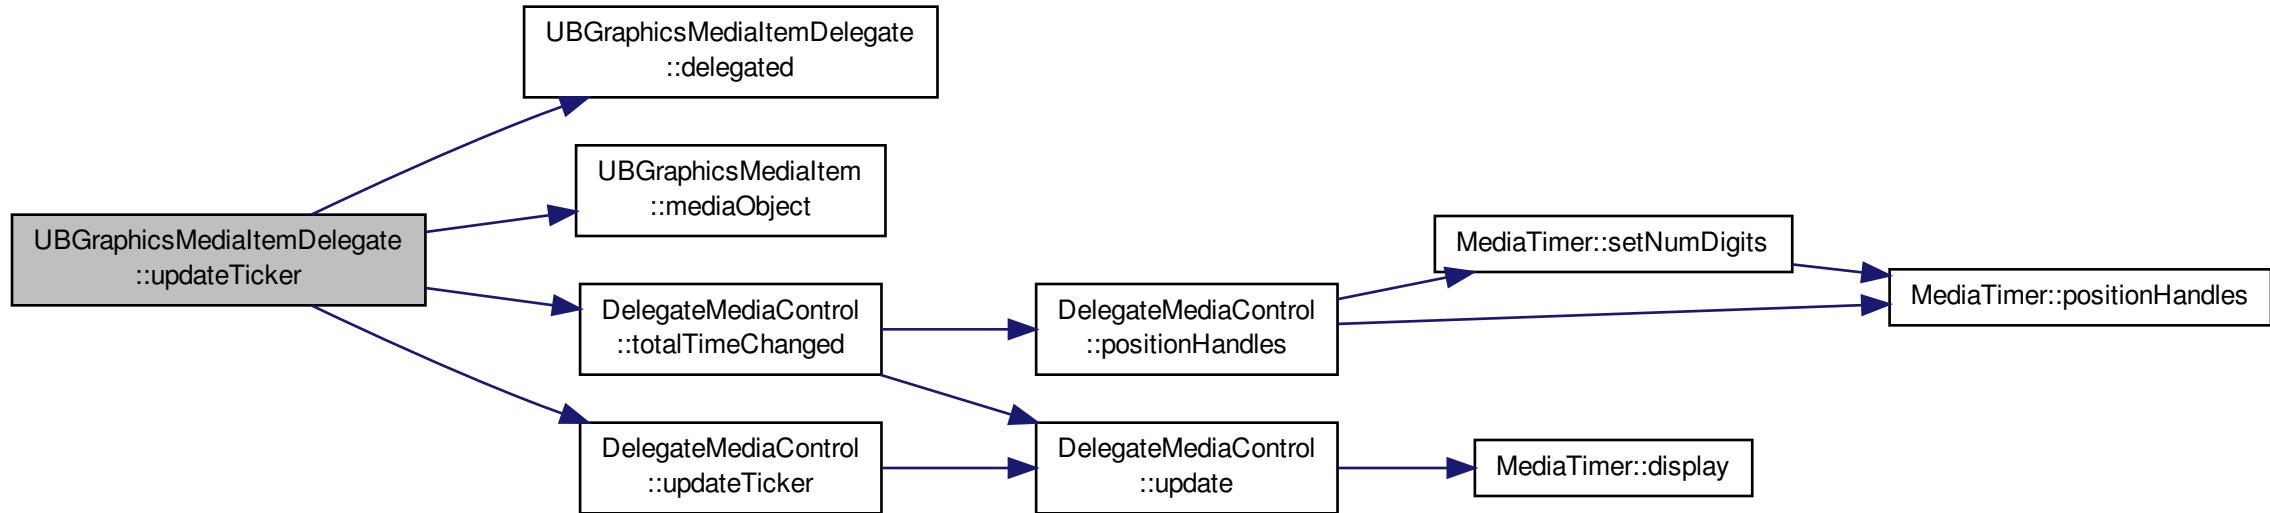 UBGraphicsMediaItemDelegate
::updateTicker
UBGraphicsMediaItemDelegate
::delegated
UBGraphicsMediaItem
::mediaObject
DelegateMediaControl
::totalTimeChanged
DelegateMediaControl
::updateTicker
DelegateMediaControl
::positionHandles
DelegateMediaControl
::update
MediaTimer::setNumDigits
MediaTimer::display
MediaTimer::positionHandles